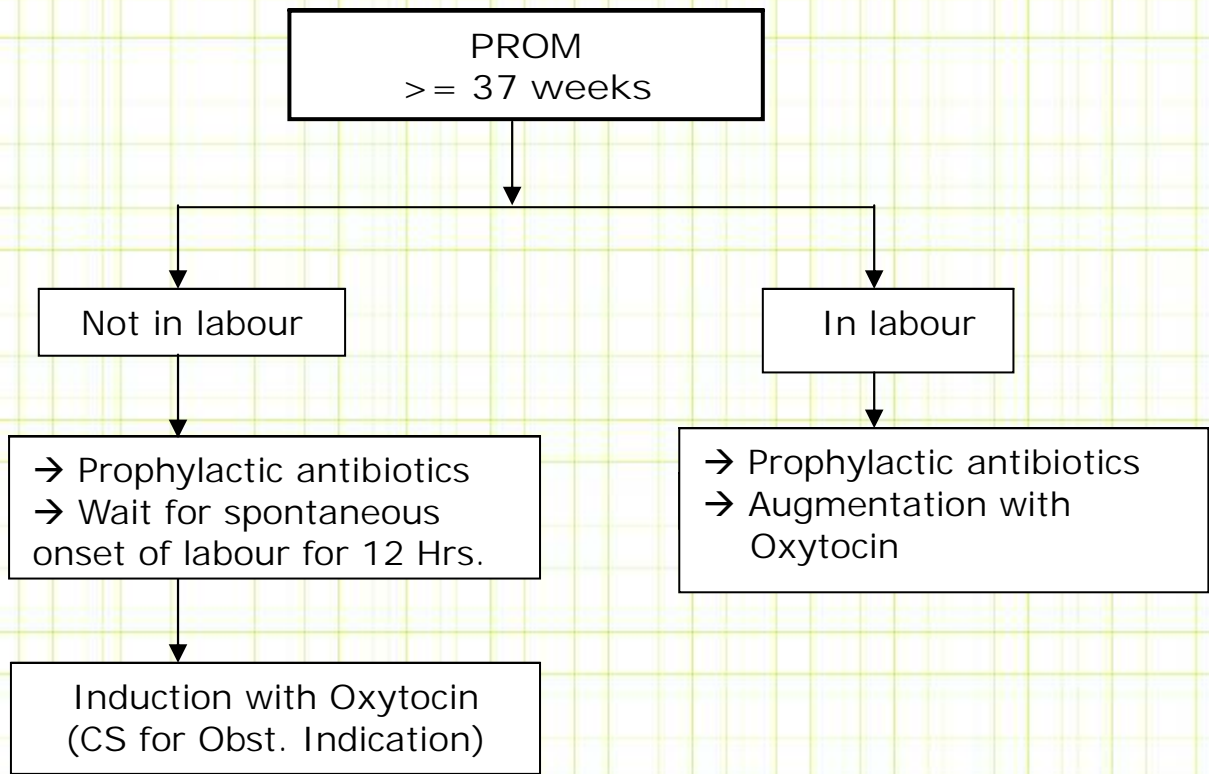 PROM
>= 37 weeks
Not in labour
In labour
→ Prophylactic antibiotics
→ Wait for spontaneous
onset of labour for 12 Hrs.
→ Prophylactic antibiotics
→ Augmentation with
Oxytocin
Induction with Oxytocin
(CS for Obst. Indication)